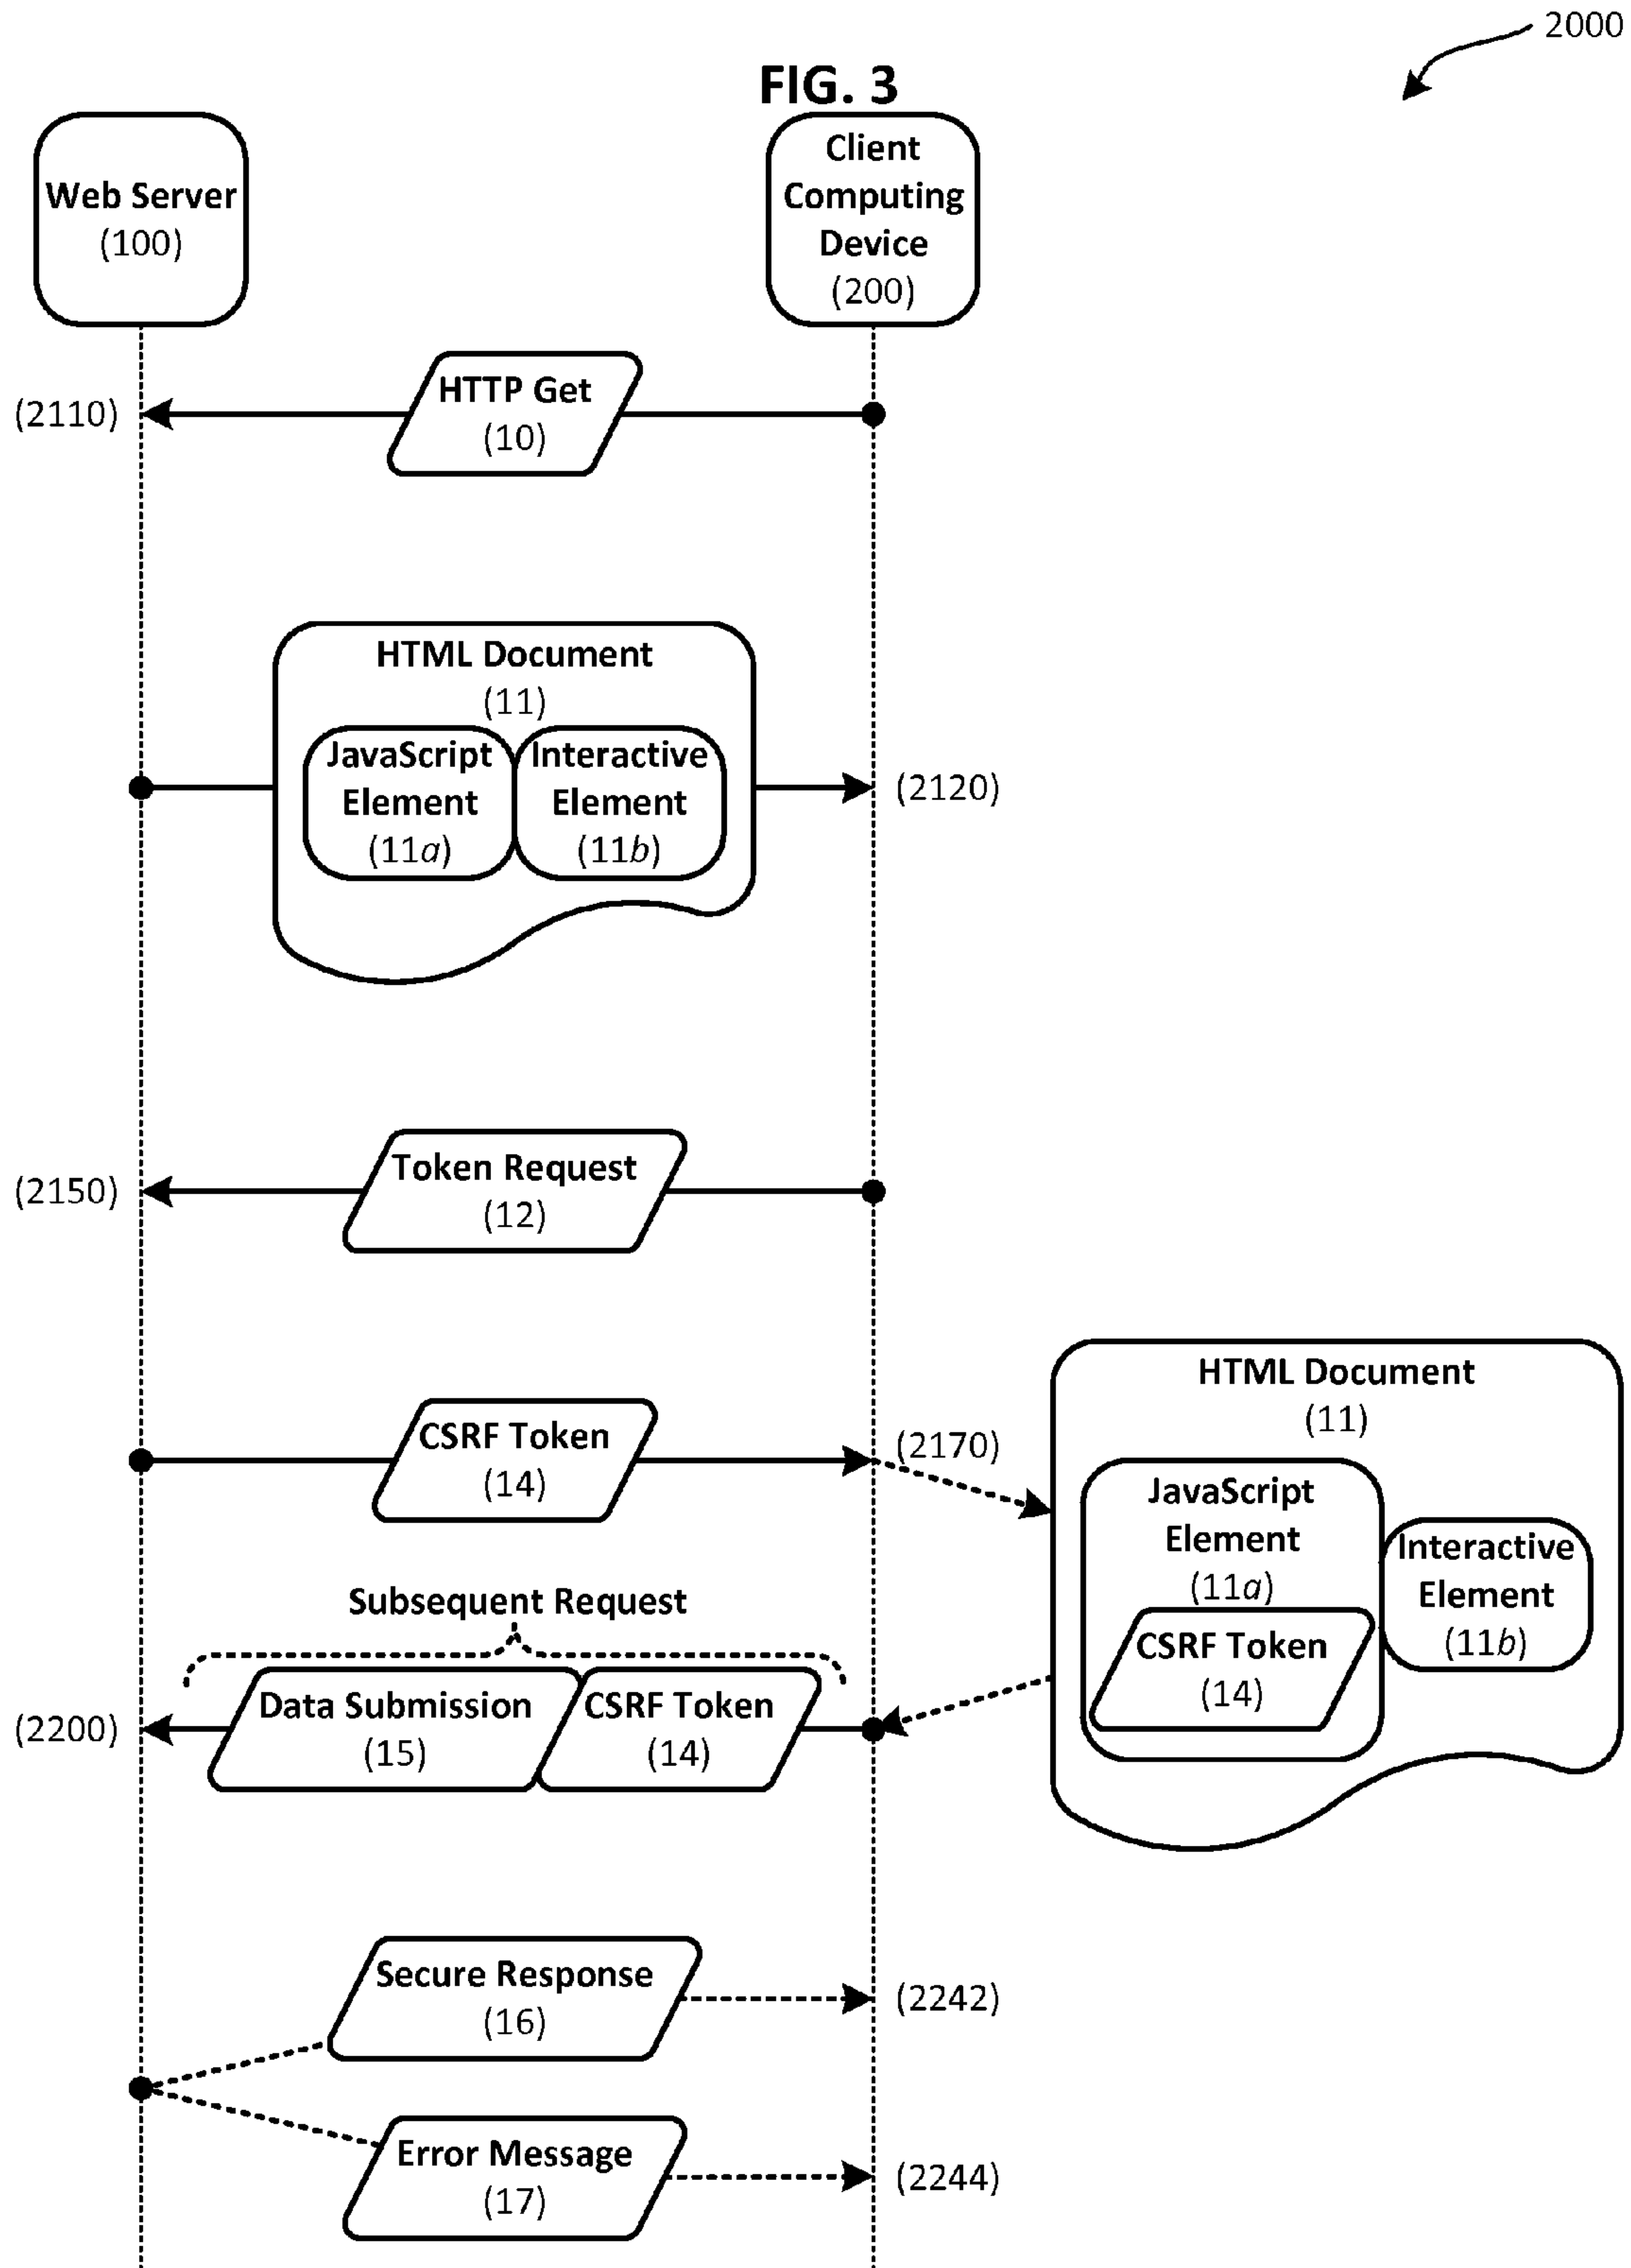 2000
FIG. 3
Web Server
(100)
Client
Computing
Device
(200)
(2110)
HTTP Get
(10)
HTML Document
(11)
JavaScript
Element
(11a)
Interactive
Element
(11b)
(2120)
(2150)
Token Request
(12)
CSRF Token
(14)
(2170)
HTML Document
(11)
JavaScript
Element
(11a)
CSRF Token
(14)
Interactive
Element
(11b)
Subsequent Request
(2200)
Data Submission
(15)
CSRF Token
(14)
Secure Response
(16)
(2242)
Error Message
(17)
(2244)